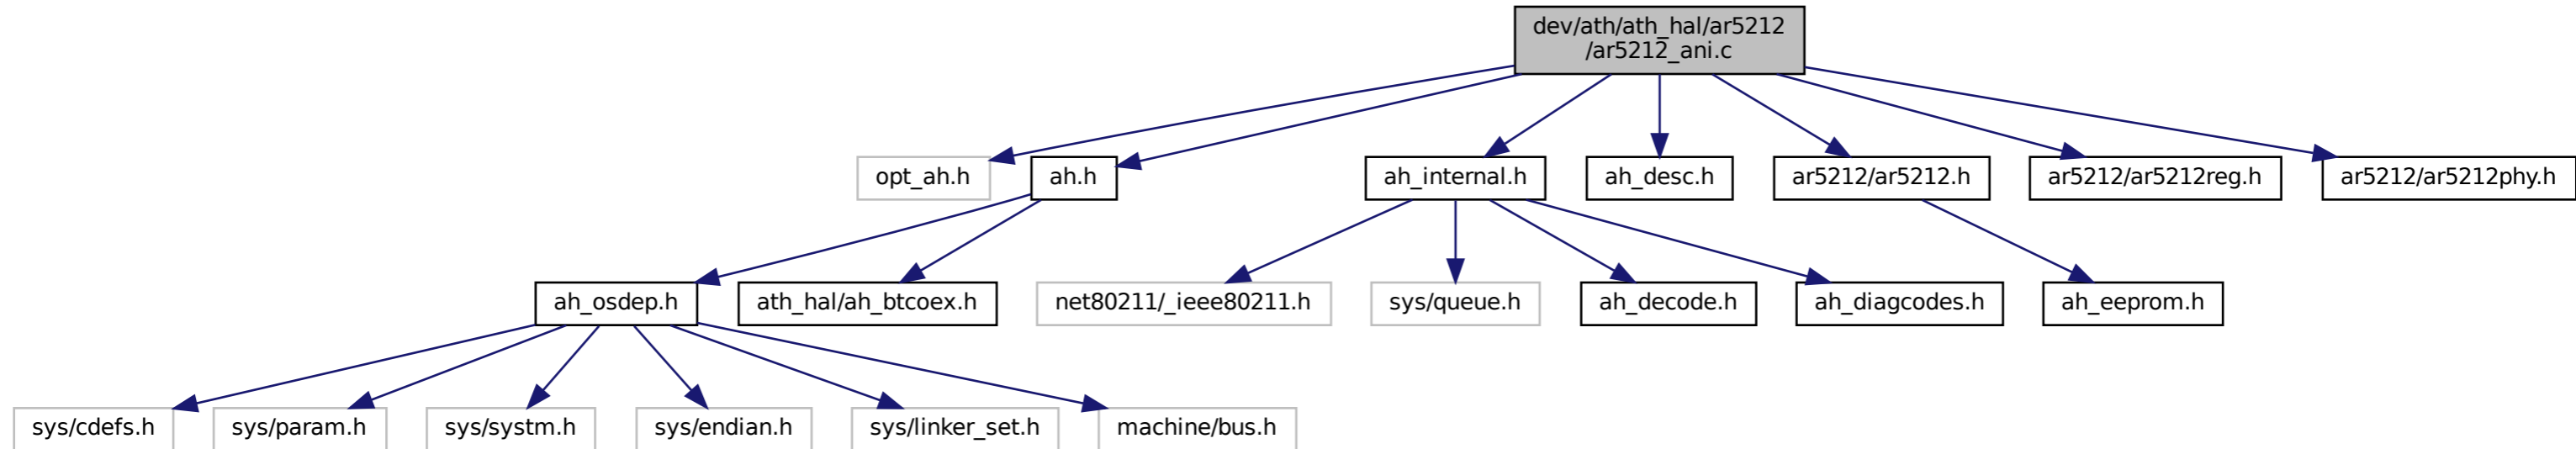 dev/ath/ath_hal/ar5212
/ar5212_ani.c
opt_ah.h
ah.h
ah_internal.h
ah_desc.h
ar5212/ar5212.h
ar5212/ar5212reg.h
ar5212/ar5212phy.h
ah_osdep.h
ath_hal/ah_btcoex.h
net80211/_ieee80211.h
sys/queue.h
ah_decode.h
ah_diagcodes.h
ah_eeprom.h
sys/cdefs.h
sys/param.h
sys/systm.h
sys/endian.h
sys/linker_set.h
machine/bus.h